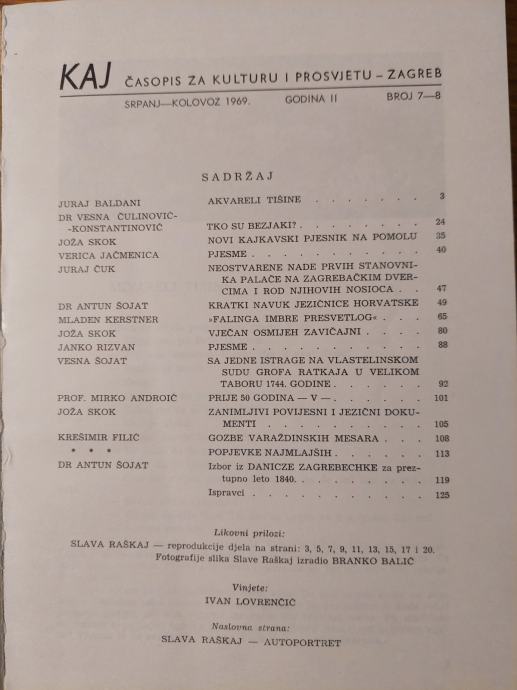 KAJ ČASOPIS ZA KULTURU I PROSVJETU – ZAGREB
SRPANJ—KOLOVOZ 1969. GODINA II BROJ 7—8
SADRŽAJ
JURAJ BALDANI AKVARELI TIŠINE . . . . . . . 3
DR VESNA ČULINOVIĆ-
-KONSTANTINOVIĆ TKO SU BEZJAKI? . . . . . . . 24
JOŽA SKOK NOVI KAJKAVSKI PJESNIK NA POMOLU 35
VERICA JAČMENICA PJESME . . . . . . . . . . 40
JURAJ ČUK NEOSTVARENE NADE PRVIH STANOVNI-
KA PALAČE NA ZAGREBAČKIM DVER-
CIMA I ROD NJIHOVIH NOSIOCA . . 47
DR ANTUN ŠOJAT KRATKI NAVUK JEZIČNICE HORVATSKE 49
MLADEN KERSTNER »FALINGA IMBRE PRESVETLOG« . . . 65
JOŽA SKOK VJEČAN OSMIJEH ZAVIČAJNI . . . . 80
JANKO RIZVAN PJESME . . . . . . . . . . 88
VESNA ŠOJAT SA JEDNE ISTRAGE NA VLASTELINSKOM
SUDU GROFA RATKAJA U VELIKOM
TABORU 1744. GODINE . . . . . . 92
PROF. MIRKO ANDROIĆ PRIJE 50 GODINA — V — . . . . . 101
JOŽA SKOK ZANIMLJIVI POVIJESNI I JEZIČNI DOKU-
MENTI . . . . . . . . . . 105
KREŠIMIR FILIĆ GOZBE VARAŽDINSKIH MESARA . . . 108
* * * POPJEVKE NAJMLAJŠIH . . . . . 113
DR ANTUN ŠOJAT Izbor iz DANICZE ZAGREBECHKE za prez-
tupno leto 1840. . . . . . . . . 119
Ispravci . . . . . . . . . . 125
Likovni prilozi:
SLAVA RAŠKAJ — reprodukcije djela na strani: 3, 5, 7, 9, 11, 13, 15, 17 i 20.
Fotografije slika Slave Raškaj izradio BRANKO BALIĆ
Vinjete:
IVAN LOVRENČIĆ
Naslovna strana:
SLAVA RAŠKAJ — AUTOPORTRET